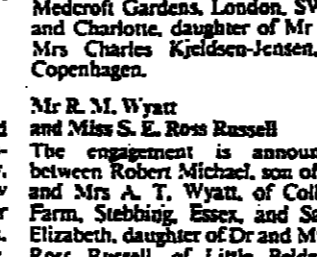 Medcroft Gardens, London, SW
and Charlotte, daughter of Mr
Mrs Charles Kjeldsen-Jensen,
Copenhagen.
Mr R. M. Wyatt
and Miss S. E. Ross Russell
The engagement is announ
between Robert Michael, son of
and Mrs A. T. Wyatt, of Coll
Farm, Stebbing, Essex, and Sa
Elizabeth, daughter of Dr and M
Ross Russell, of Little